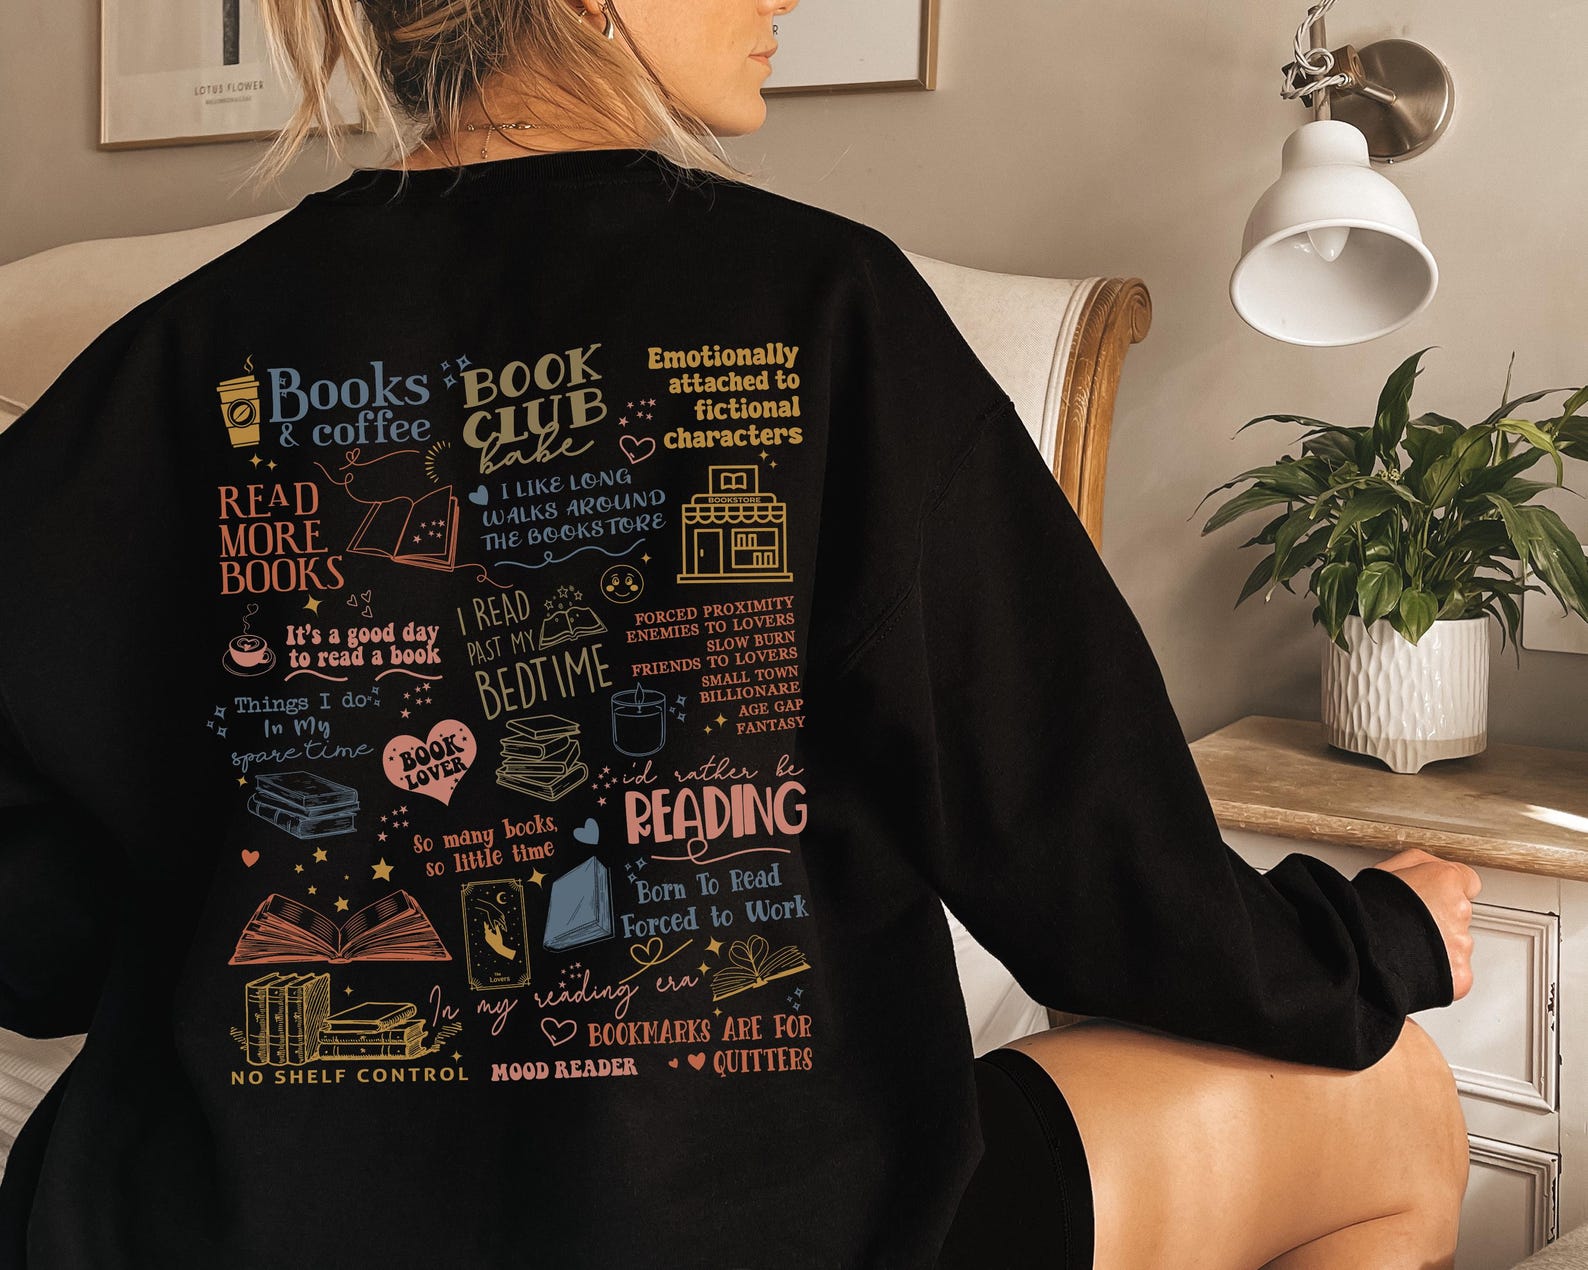 LOTUS FLOWER
R
Books
& coffee
BOOK
CLUB
babe
Emotionally
attached to
fictional
characters
READ
MORE
BOOKS
I LIKE LONG
WALKS AROUND
THE BOOKSTORE
BOOKSTORE
It's a good day
to read a book
I READ
PAST MY
BEDTIME
FORCED PROXIMITY
ENEMIES TO LOVERS
SLOW BURN
FRIENDS TO LOVERS
SMALL TOWN
BILLIONARE
AGE GAP
FANTASY
Things I do
In My
spare time
BOOK
LOVER
i'd rather be
READING
So many books,
so little time
Born To Read
Forced to Work
The
Lovers
In my reading era
NO SHELF CONTROL
MOOD READER
BOOKMARKS ARE FOR
QUITTERS